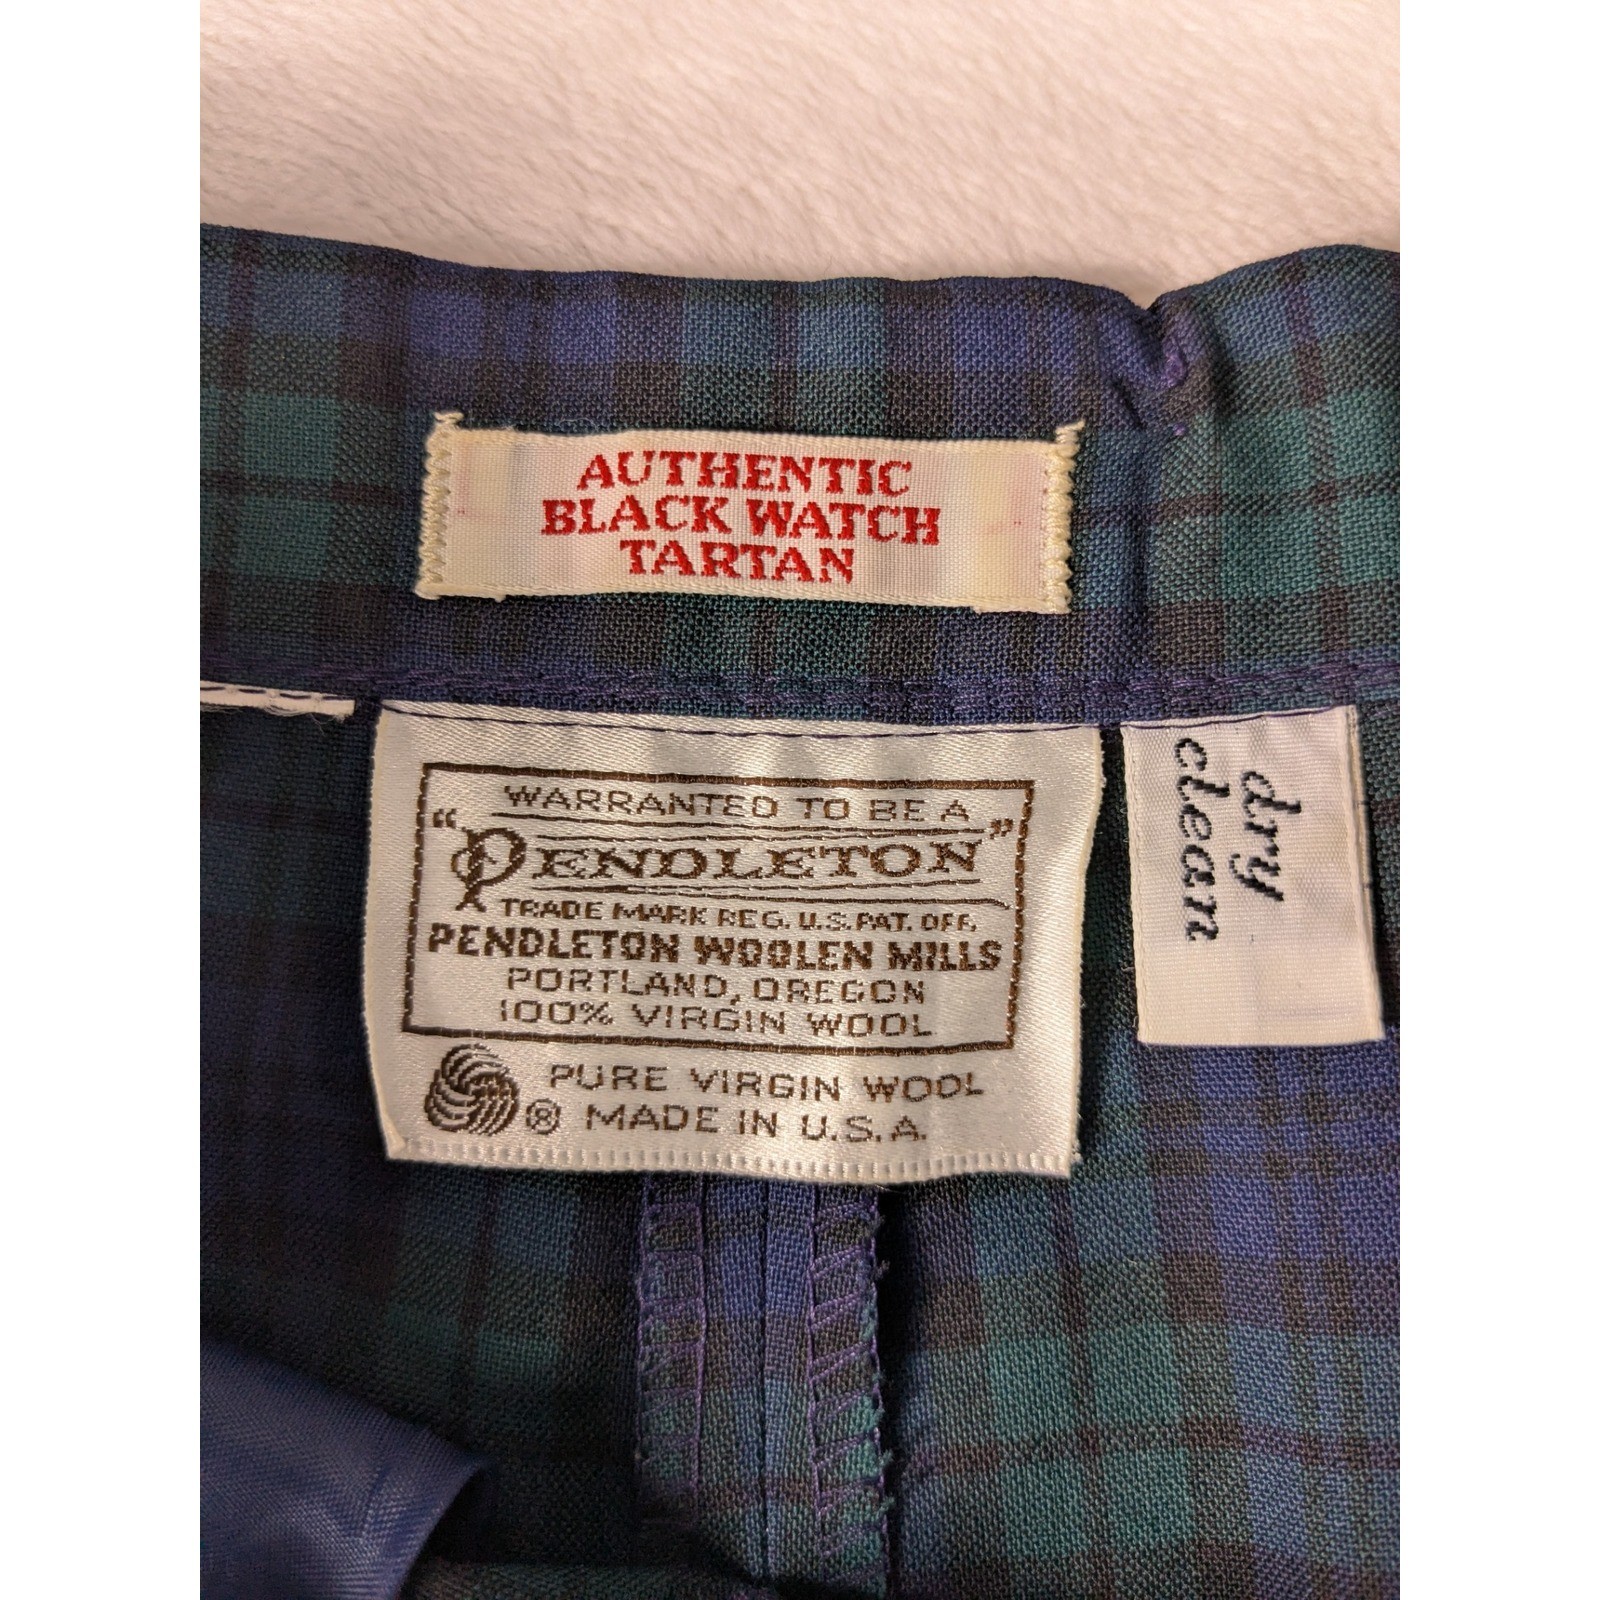 AUTHENTIC
BLACK WATCH
TARTAN
WARRANTED TO BE A
"PENDLETON"
TRADE MARK REG. U.S. PAT. OFF.
PENDLETON WOOLEN MILLS
PORTLAND, OREGON
100% VIRGIN WOOL
PURE VIRGIN WOOL
® MADE IN U.S.A.
dry
clean